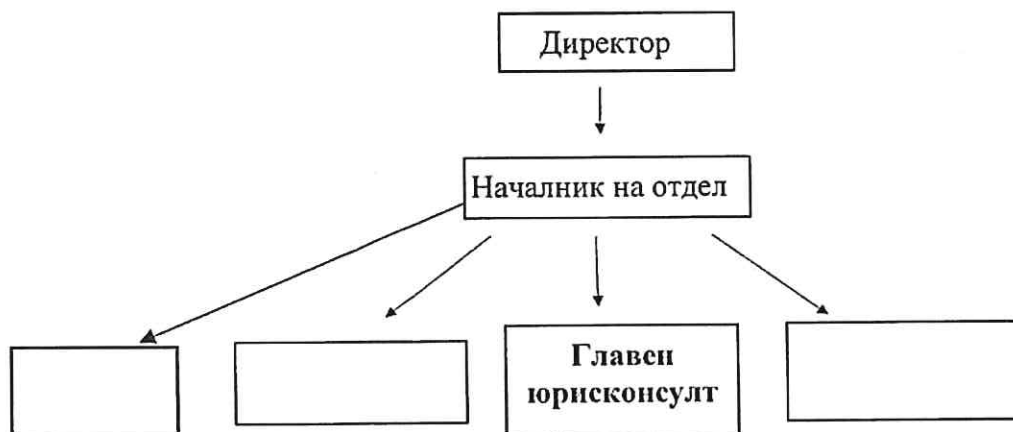 Директор
Началник на отдел
Главен
юрисконсулт